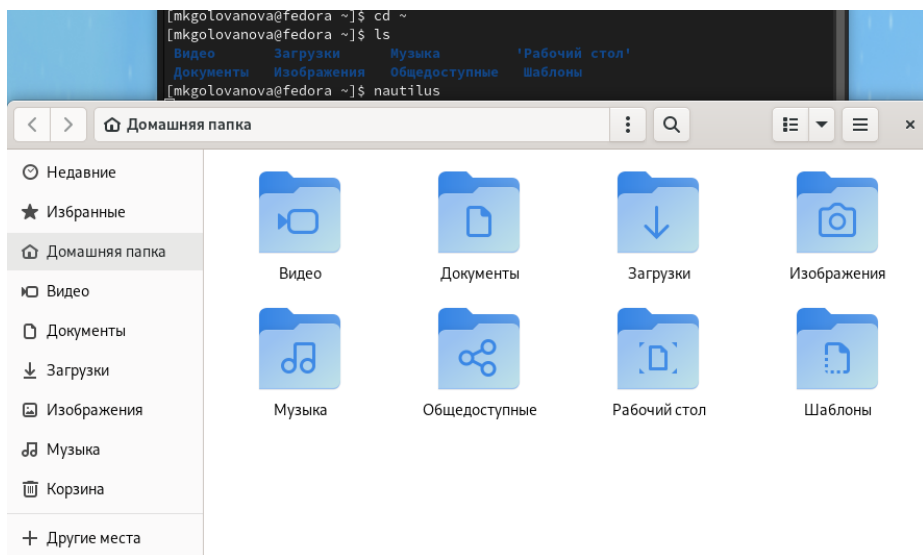 [mkgolovanova@fedora ~]$ cd ~
[mkgolovanova@fedora ~]$ ls
Видео Загрузки Музыка 'Рабочий стол'
Документы Изображения Общедоступные Шаблоны
[mkgolovanova@fedora ~]$ nautilus
Домашняя папка
Недавние
Избранные
Домашняя папка
Видео
Документы
Загрузки
Изображения
Музыка
Корзина
Другие места
Видео Документы Загрузки Изображения
Музыка Общедоступные Рабочий стол Шаблоны